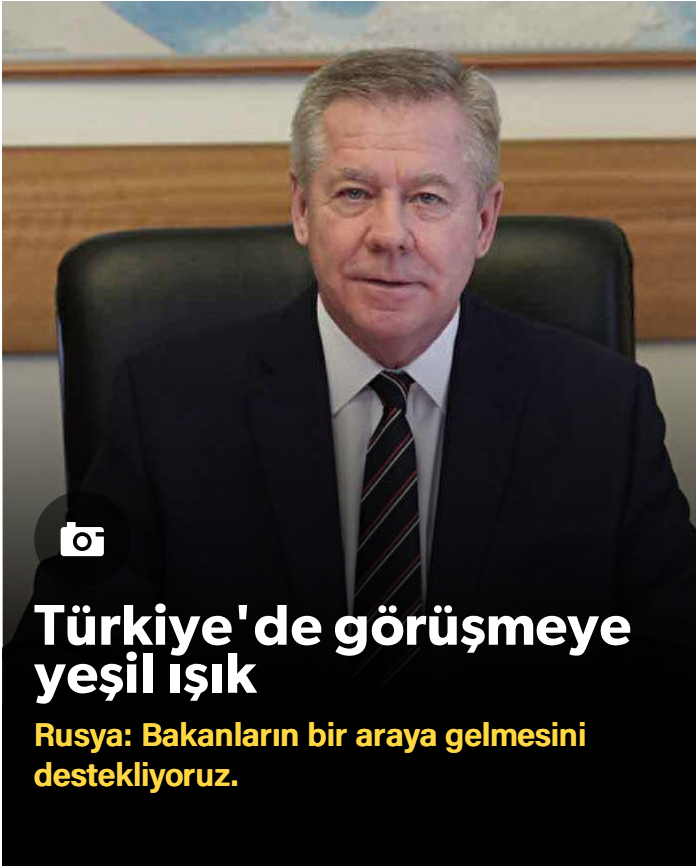 Türkiye'de görüşmeye
yeşil ışık
Rusya: Bakanların bir araya gelmesini
destekliyoruz.